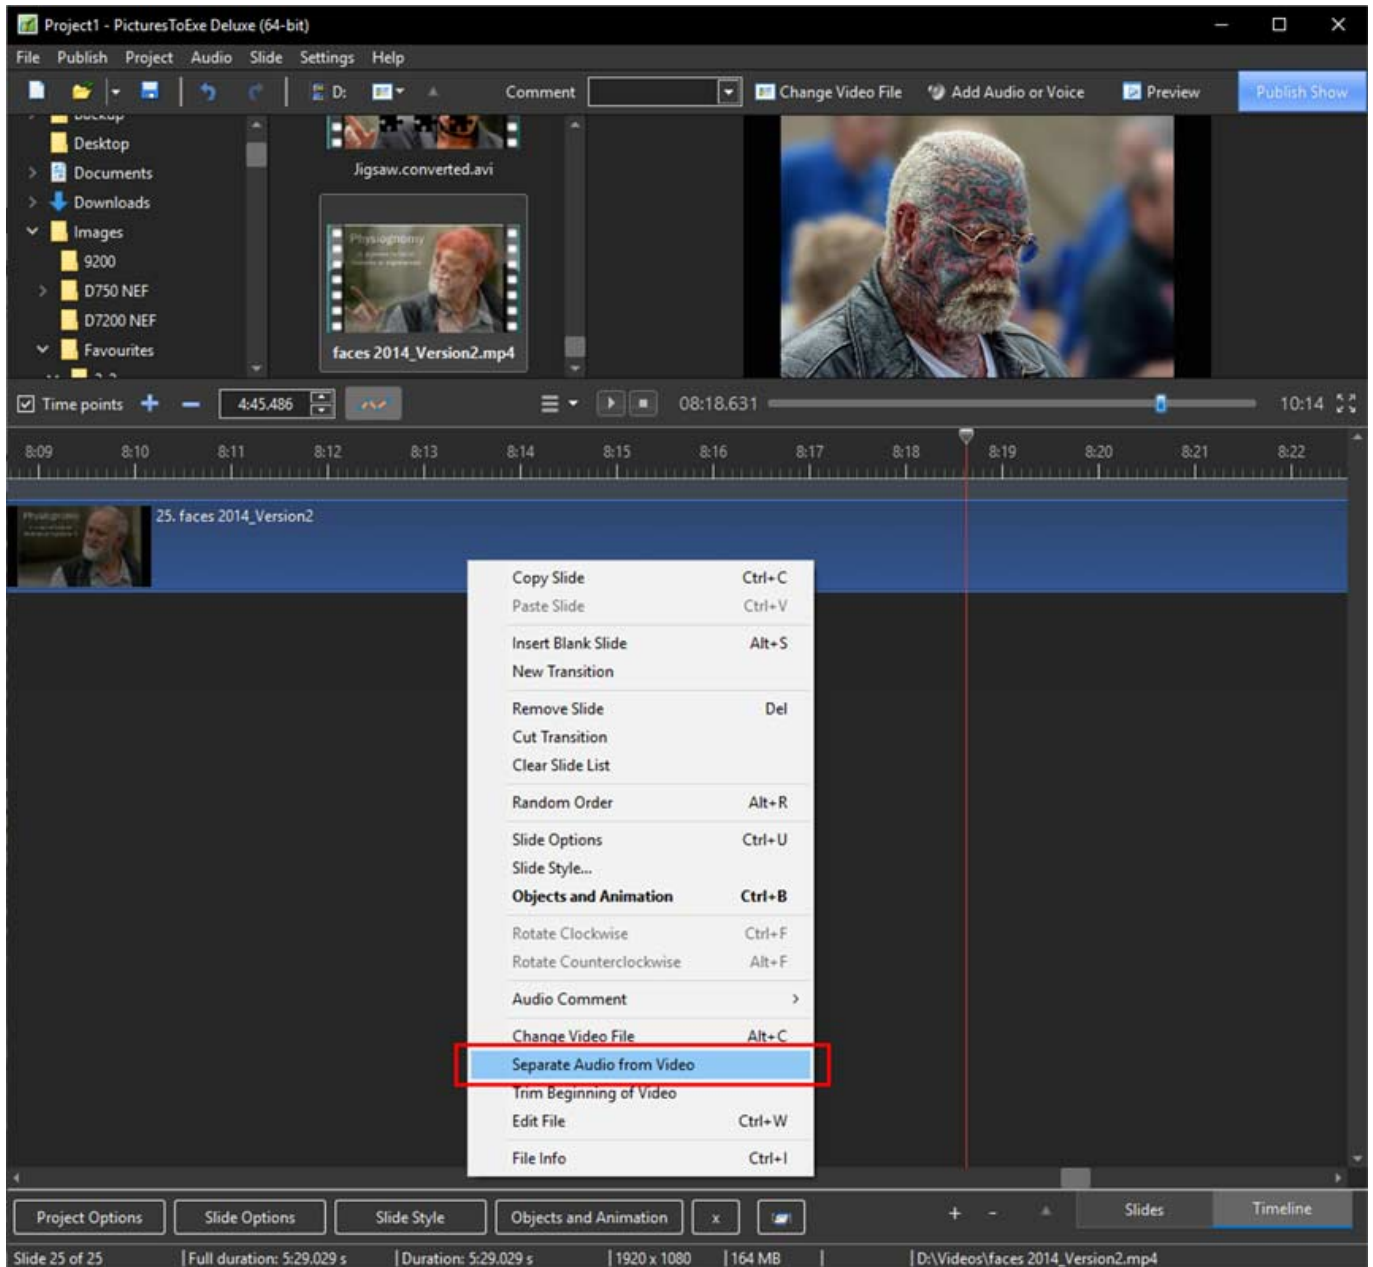 Project1 - PicturesToExe Deluxe (64-bit)
File Publish Project Audio Slide Settings Help
D: Comment Change Video File Add Audio or Voice Preview Publish Show
Desktop
Documents
Downloads
Images
9200
D750 NEF
D7200 NEF
Favourites
Jigsaw.converted.avi
Physiognomy
faces 2014_Version2.mp4
Time points 4:45.486 08:18.631 10:14
8:09 8:10 8:11 8:12 8:13 8:14 8:15 8:16 8:17 8:18 8:19 8:20 8:21 8:22
25. faces 2014_Version2
Copy Slide Ctrl+C
Paste Slide Ctrl+V
Insert Blank Slide Alt+S
New Transition
Remove Slide Del
Cut Transition
Clear Slide List
Random Order Alt+R
Slide Options Ctrl+U
Slide Style...
Objects and Animation Ctrl+B
Rotate Clockwise Ctrl+F
Rotate Counterclockwise Alt+F
Audio Comment
Change Video File Alt+C
Separate Audio from Video
Trim Beginning of Video
Edit File Ctrl+W
File Info Ctrl+I
Project Options Slide Options Slide Style Objects and Animation x + - Slides Timeline
Slide 25 of 25 Full duration: 5:29.029 s Duration: 5:29.029 s 1920 x 1080 164 MB D:\Videos\faces 2014_Version2.mp4